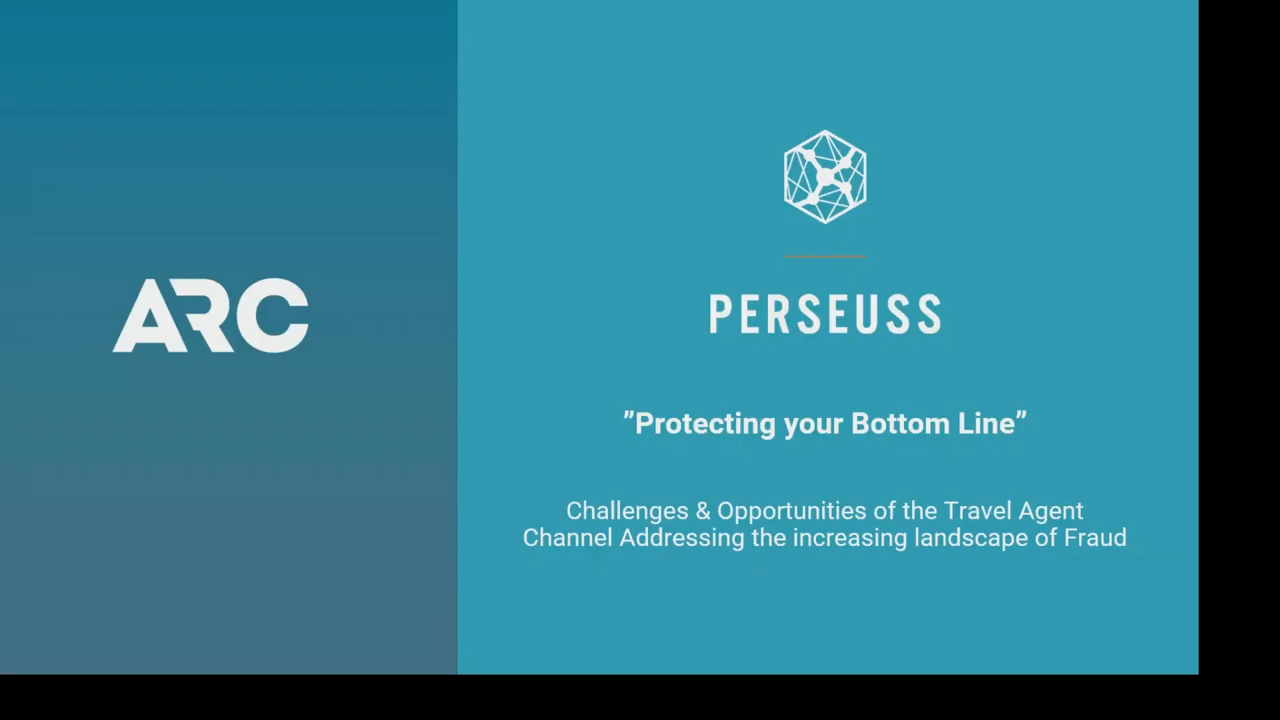 ARC
PERSEUSS
”Protecting your Bottom Line”
Challenges & Opportunities of the Travel Agent
Channel Addressing the increasing landscape of Fraud